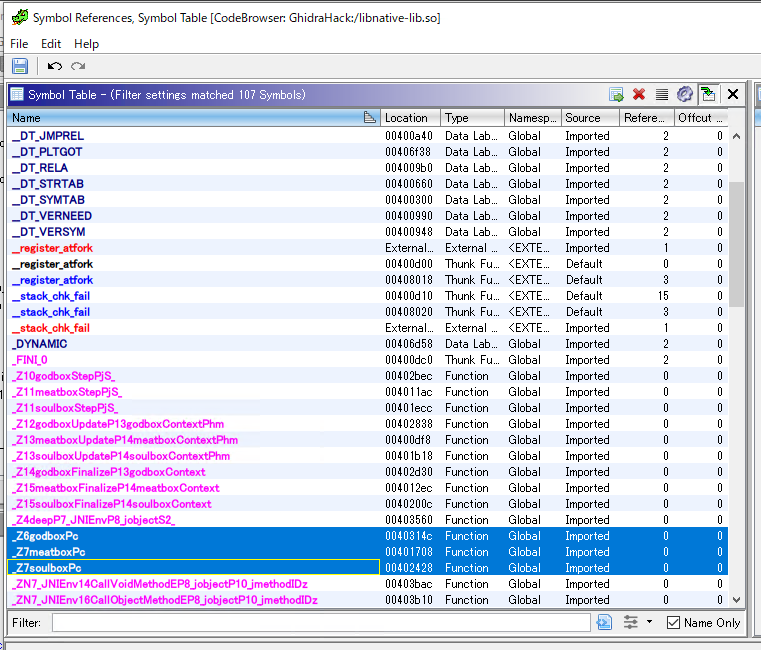 Symbol References, Symbol Table [CodeBrowser: GhidraHack:/libnative-lib.so]
File Edit Help
Symbol Table - (Filter settings matched 107 Symbols)
Name Location Type Namesp... Source Refere... Offcut ...
__DT_JMPREL 00400a40 Data Lab... Global Imported 2 0
__DT_PLTGOT 00406f38 Data Lab... Global Imported 2 0
__DT_RELA 004009b0 Data Lab... Global Imported 2 0
__DT_STRTAB 00400660 Data Lab... Global Imported 2 0
__DT_SYMTAB 00400300 Data Lab... Global Imported 2 0
__DT_VERNEED 00400990 Data Lab... Global Imported 2 0
__DT_VERSYM 00400948 Data Lab... Global Imported 2 0
__register_atfork External... External ... <EXTE... Imported 1 0
__register_atfork 00400d00 Thunk Fu... <EXTE... Default 0 0
__register_atfork 00408018 Thunk Fu... <EXTE... Default 3 0
__stack_chk_fail 00400d10 Thunk Fu... <EXTE... Default 15 0
__stack_chk_fail 00408020 Thunk Fu... <EXTE... Default 3 0
__stack_chk_fail External... External ... <EXTE... Imported 1 0
_DYNAMIC 00406d58 Data Lab... Global Imported 2 0
_FINI_0 00400dc0 Thunk Fu... Global Imported 2 0
_Z10godboxStepPjS_ 00402bec Function Global Imported 0 0
_Z11meatboxStepPjS_ 004011ac Function Global Imported 0 0
_Z11soulboxStepPjS_ 00401ecc Function Global Imported 0 0
_Z12godboxUpdateP13godboxContextPhm 00402838 Function Global Imported 0 0
_Z13meatboxUpdateP14meatboxContextPhm 00400df8 Function Global Imported 0 0
_Z13soulboxUpdateP14soulboxContextPhm 00401b18 Function Global Imported 0 0
_Z14godboxFinalizeP13godboxContext 00402d30 Function Global Imported 0 0
_Z15meatboxFinalizeP14meatboxContext 004012ec Function Global Imported 0 0
_Z15soulboxFinalizeP14soulboxContext 0040200c Function Global Imported 0 0
_Z4deepP7_JNIEnvP8_jobjectS2_ 00403560 Function Global Imported 0 0
_Z6godboxPc 0040314c Function Global Imported 0 0
_Z7meatboxPc 00401708 Function Global Imported 0 0
_Z7soulboxPc 00402428 Function Global Imported 0 0
_ZN7_JNIEnv14CallVoidMethodEP8_jobjectP10_jmethodIDz 00403bac Function Global Imported 0 0
_ZN7_JNIEnv16CallObjectMethodEP8_jobjectP10_jmethodIDz 00403b10 Function Global Imported 0 0
Filter: Name Only